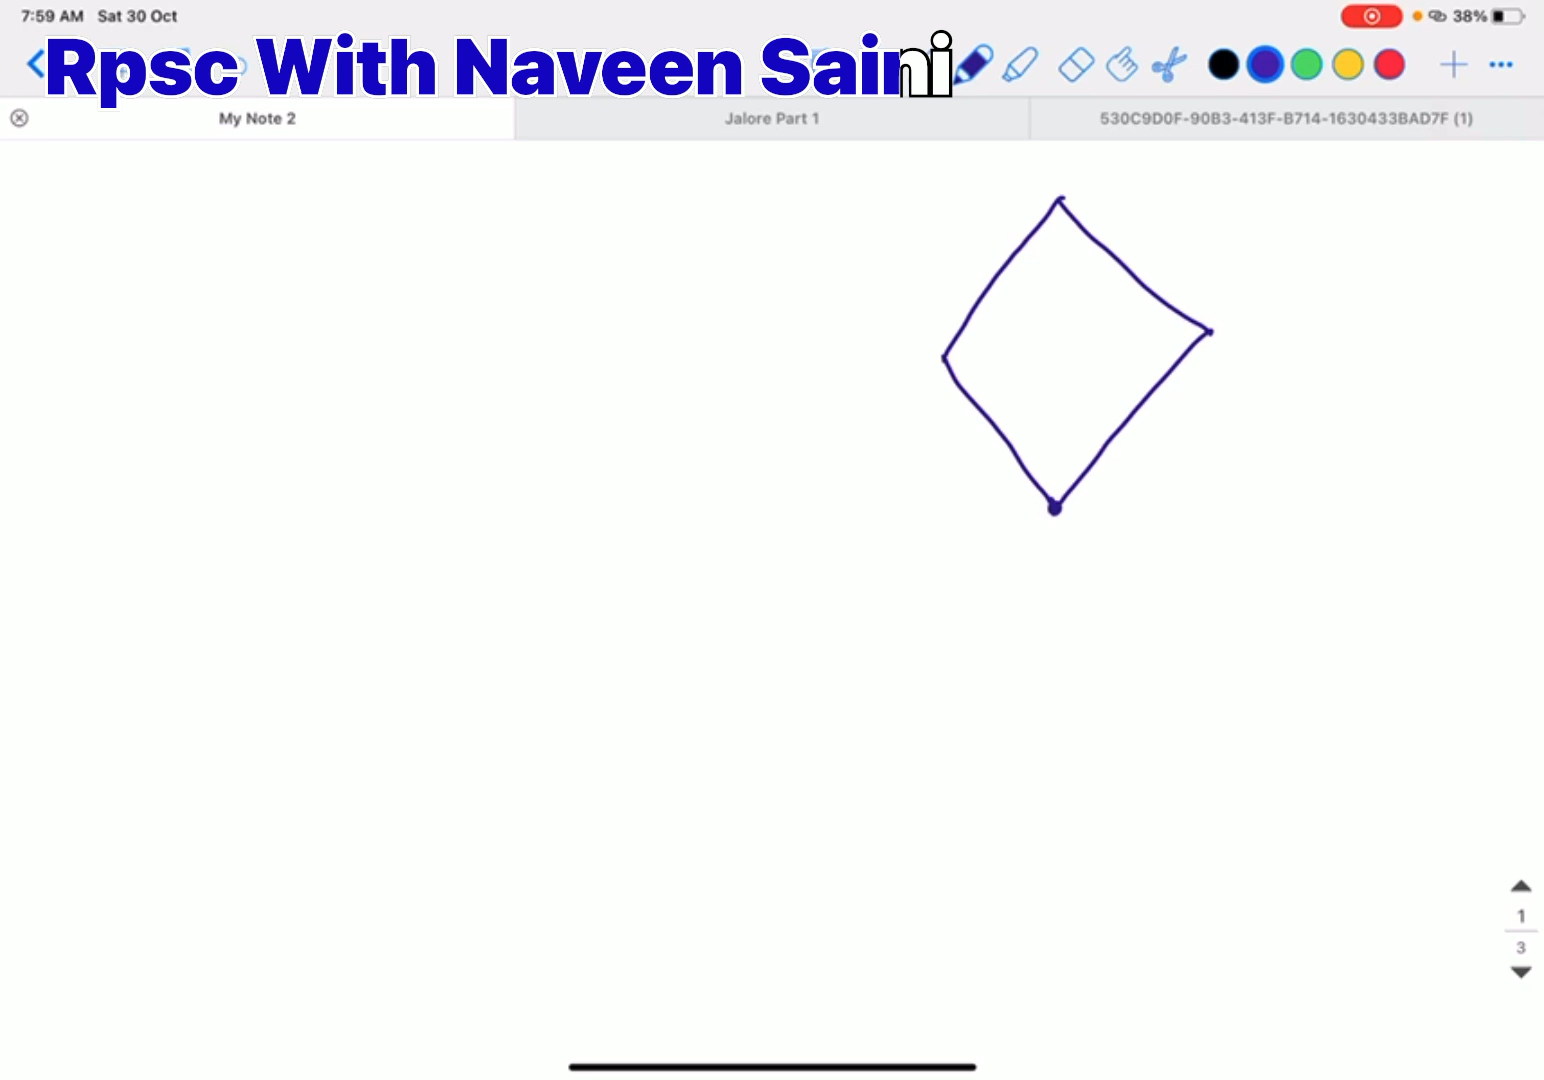 7:59 AM Sat 30 Oct
38%
Rpsc With Naveen Saini
My Note 2
Jalore Part 1
530C9D0F-90B3-413F-B714-1630433BAD7F (1)
1
3